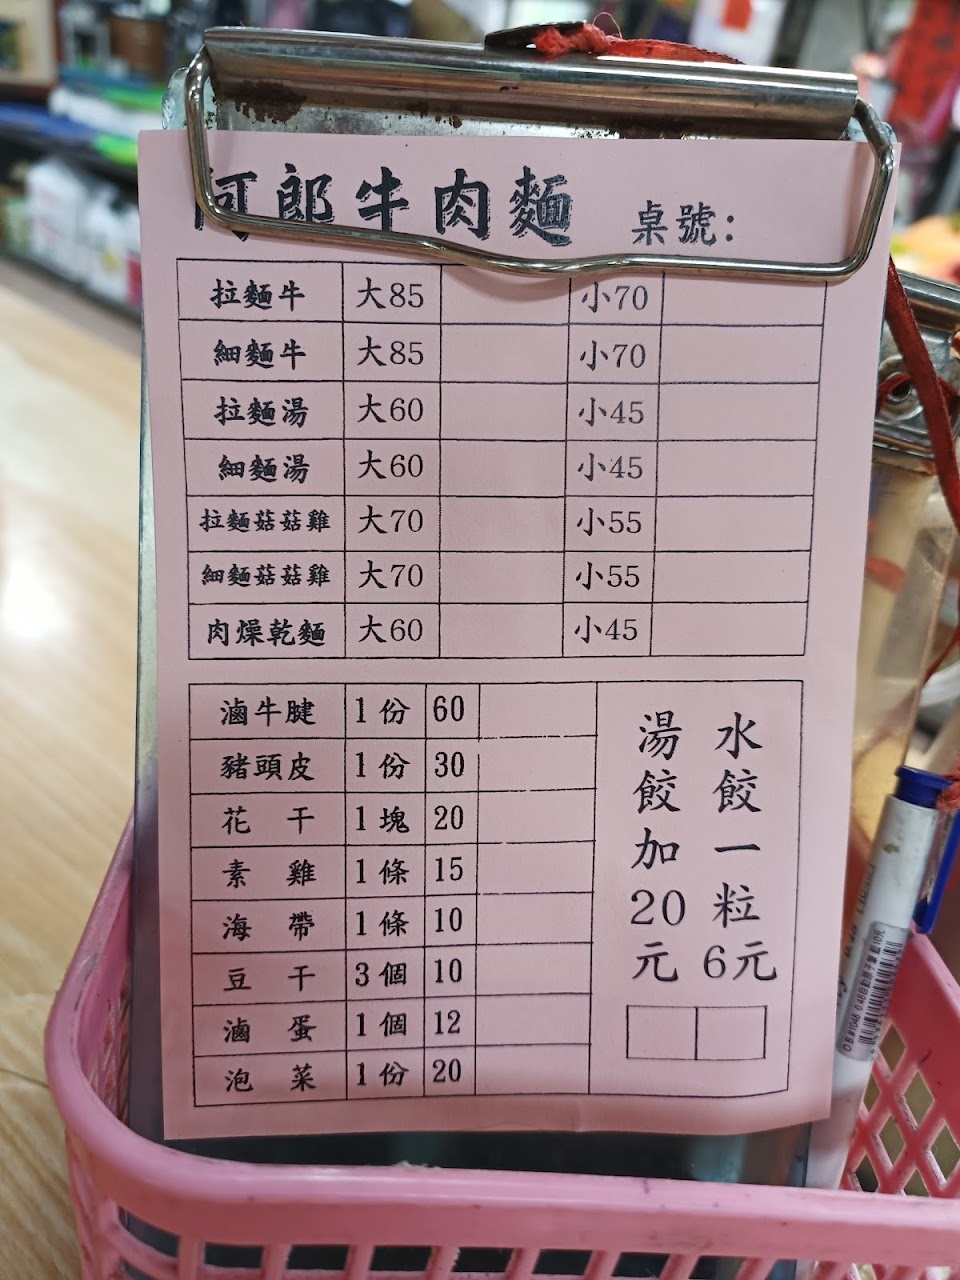 阿郎牛肉麵 桌號：
拉麵牛 大85 小70
細麵牛 大85 小70
拉麵湯 大60 小45
細麵湯 大60 小45
拉麵菇菇雞 大70 小55
細麵菇菇雞 大70 小55
肉燥乾麵 大60 小45
滷牛腱 1份 60
豬頭皮 1份 30
花干 1塊 20
素雞 1條 15
海帶 1條 10
豆干 3個 10
滷蛋 1個 12
泡菜 1份 20
水餃一粒6元
湯餃加20元